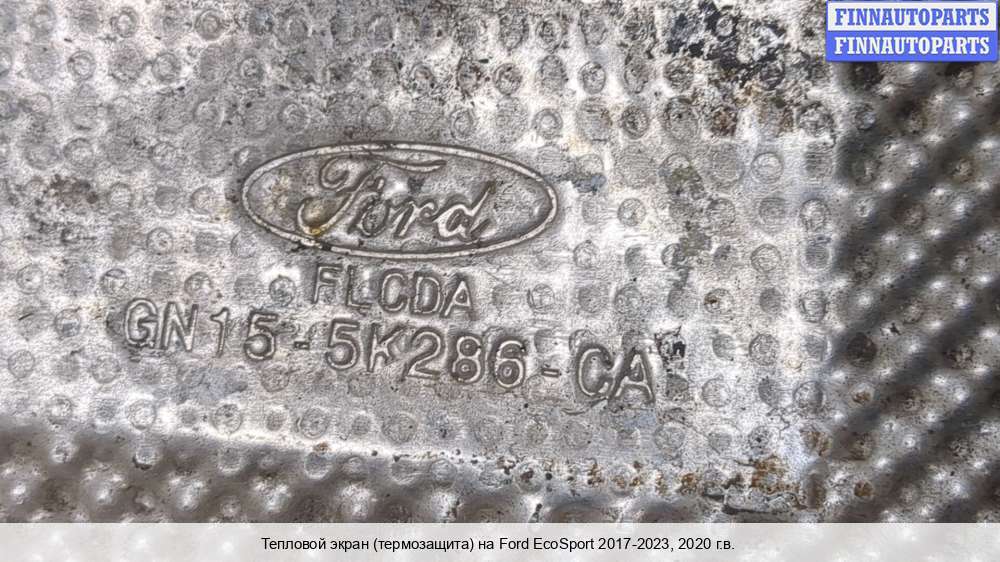 FINNAUTOPARTS
FINNAUTOPARTS
Ford
FLCDA
GN15-5K286-CA
Тепловой экран (термозащита) на Ford EcoSport 2017-2023, 2020 г.в.